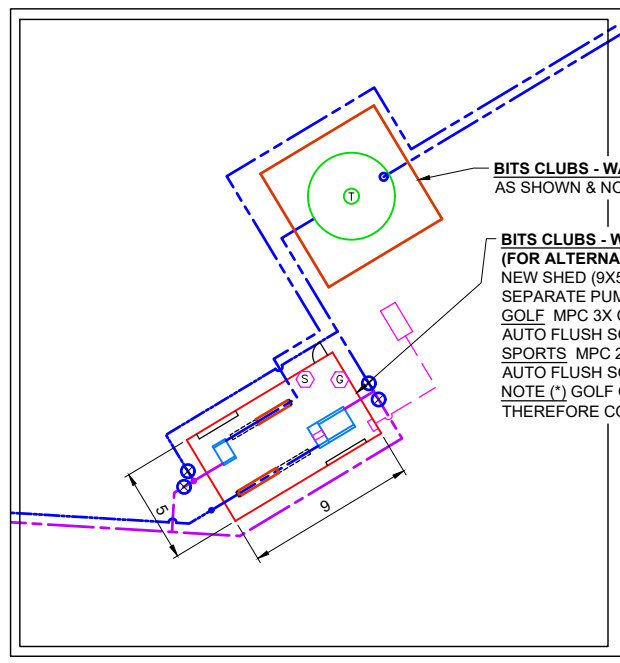 BITS CLUBS - WA
AS SHOWN & NO
T
BITS CLUBS - W
(FOR ALTERNA
NEW SHED (9X5
SEPARATE PUM
GOLF MPC 3X C
AUTO FLUSH SC
SPORTS MPC 2
AUTO FLUSH SC
NOTE (*) GOLF C
THEREFORE CO
S
G
5
9